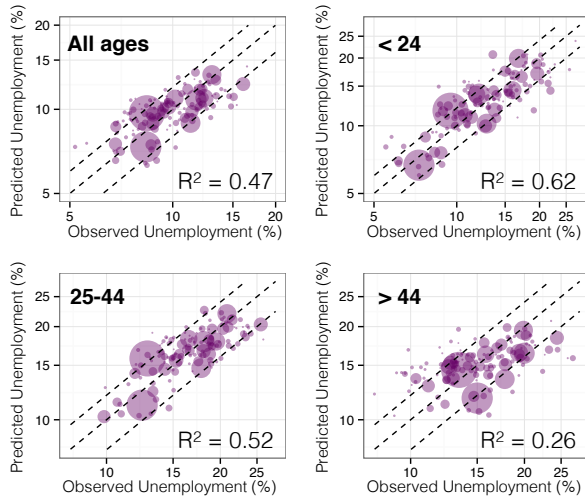 All ages
Predicted Unemployment (%)
20
15
10
5
R² = 0.47
5
10
15
20
Observed Unemployment (%)
< 24
Predicted Unemployment (%)
25
20
15
10
5
R² = 0.62
5
10
15
20
25
Observed Unemployment (%)
25-44
Predicted Unemployment (%)
25
20
15
10
R² = 0.52
10
15
20
25
Observed Unemployment (%)
> 44
Predicted Unemployment (%)
25
20
15
10
R² = 0.26
10
15
20
25
Observed Unemployment (%)